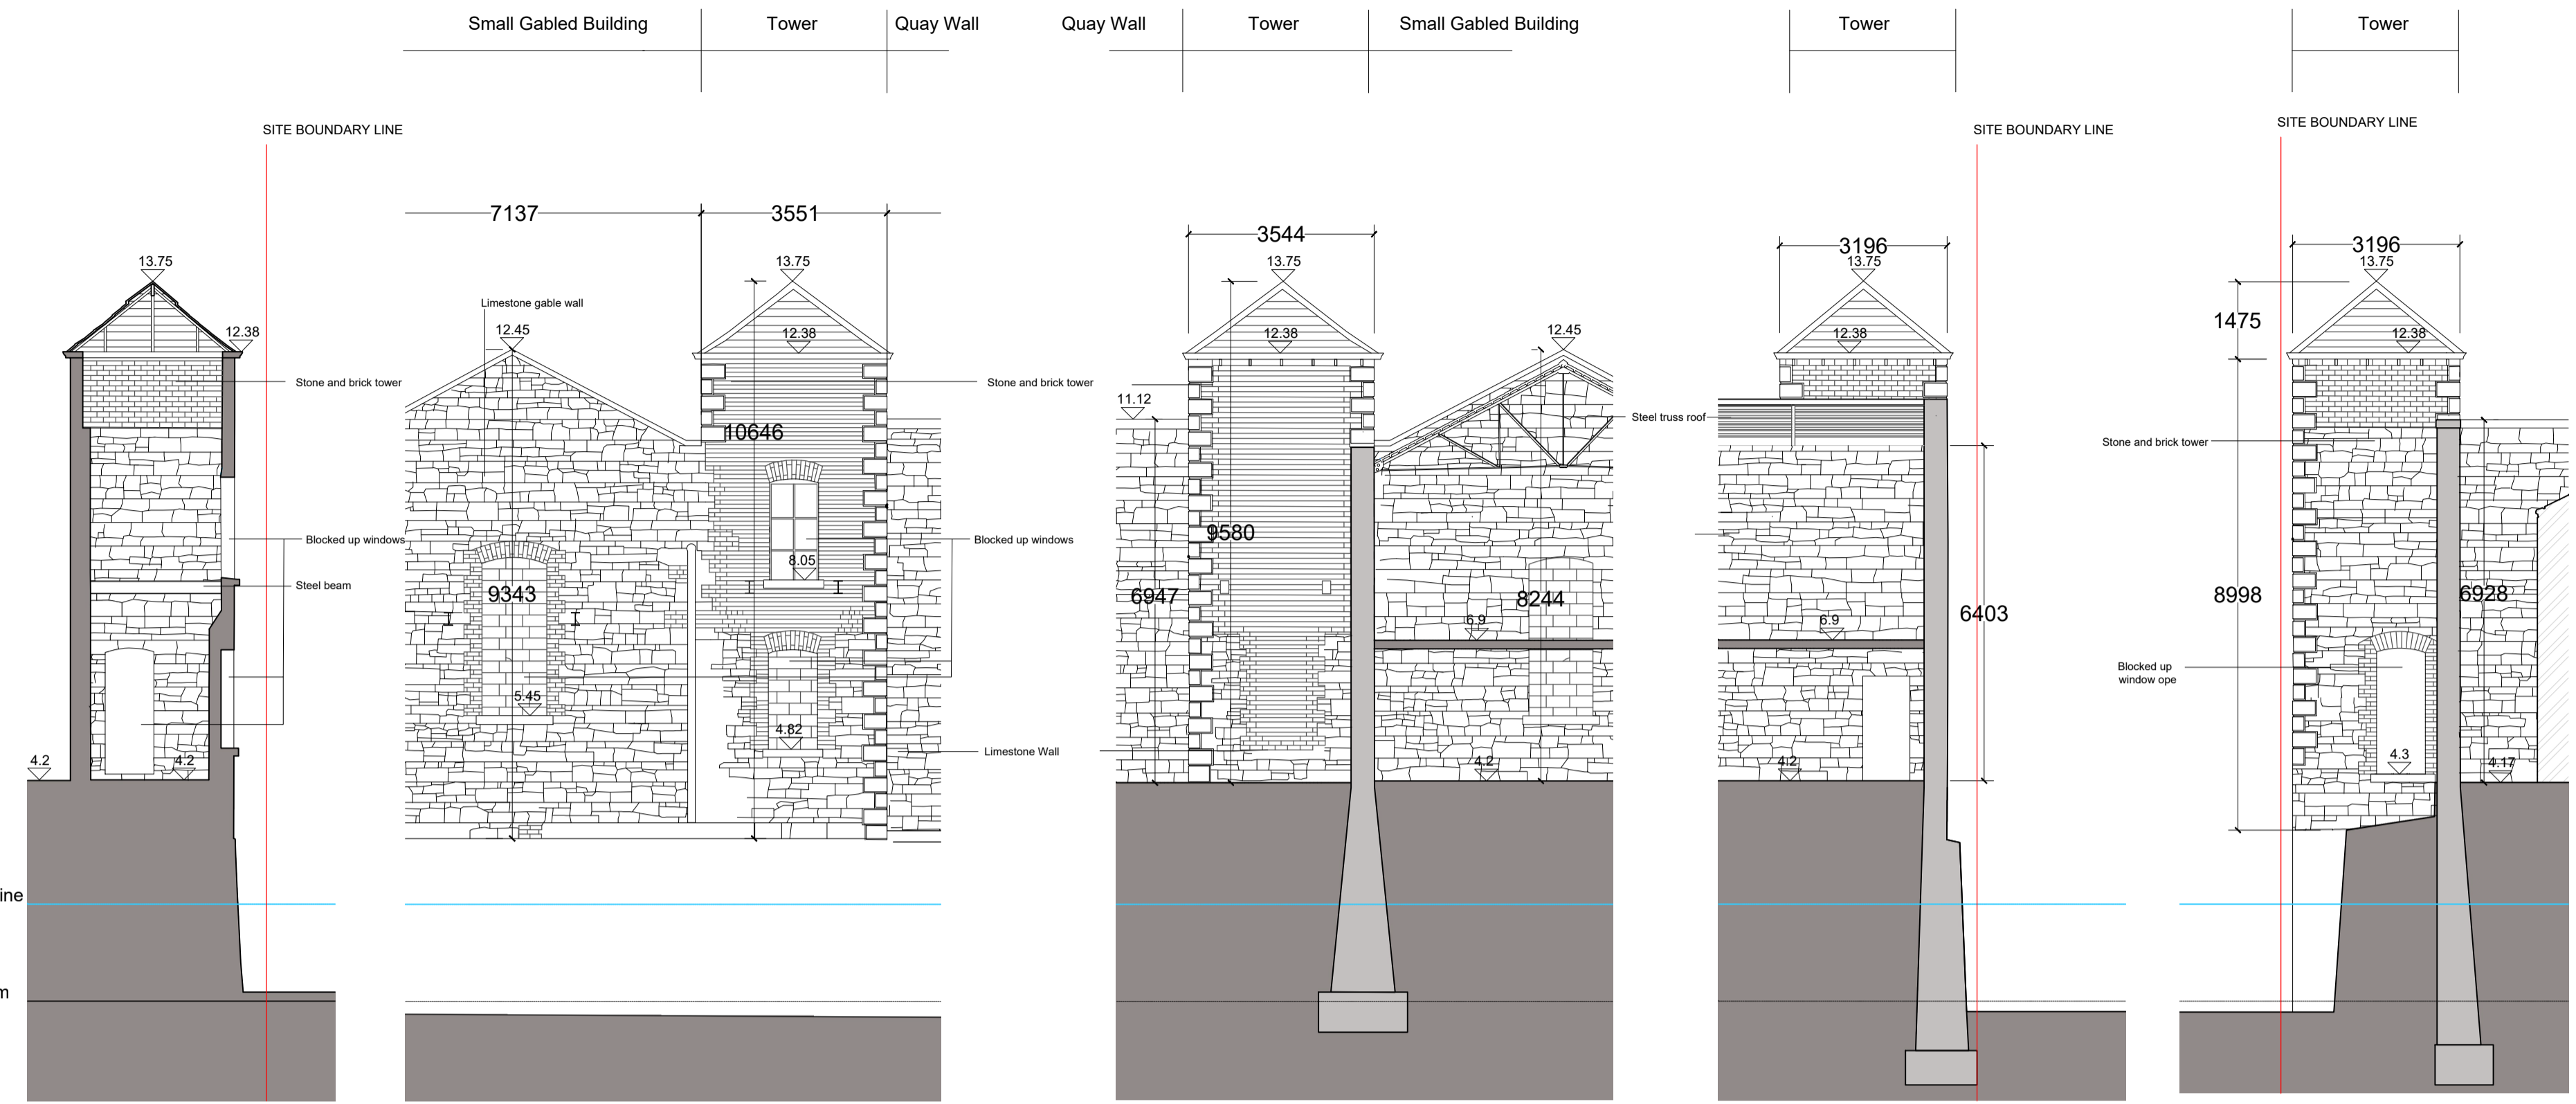 Small Gabled Building
Tower
Quay Wall
Quay Wall
Tower
Small Gabled Building
Tower
Tower
SITE BOUNDARY LINE
SITE BOUNDARY LINE
SITE BOUNDARY LINE
13.75
12.38
Stone and brick tower
Blocked up windows
Steel beam
4.2
4.2
ine
m
7137
3551
Limestone gable wall
12.45
13.75
12.38
10646
8.05
9343
5.45
4.82
Stone and brick tower
Blocked up windows
Limestone Wall
3544
13.75
12.38
12.45
11.12
9580
6947
8244
6.9
4.2
Steel truss roof
3196
13.75
12.38
6.9
4.2
6403
3196
13.75
12.38
1475
Stone and brick tower
8998
6928
Blocked up
window ope
4.3
4.17